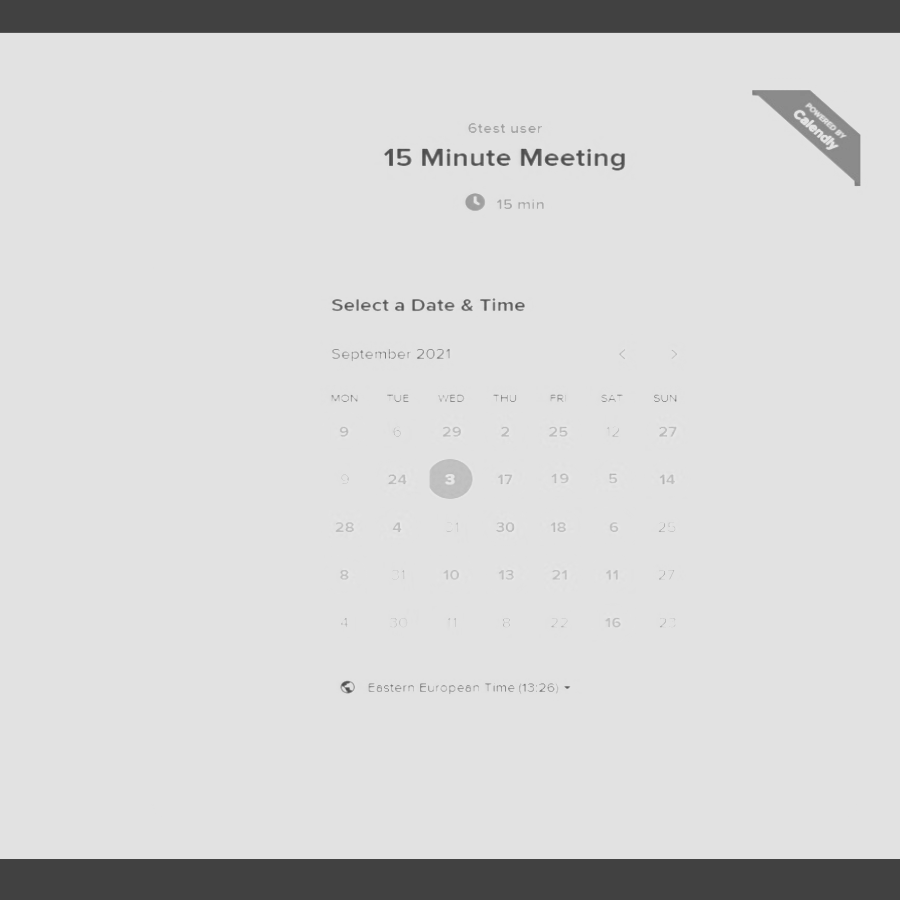 POWERED BY
Calendly
6test user
15 Minute Meeting
15 min
Select a Date & Time
September 2021
MON TUE WED THU FRI SAT SUN
9 6 29 2 25 12 27
9 24 3 17 19 5 14
28 4 30 18 6
8 31 10 13 21 11 27
4 30 11 8 22 16
Eastern European Time (13:26)